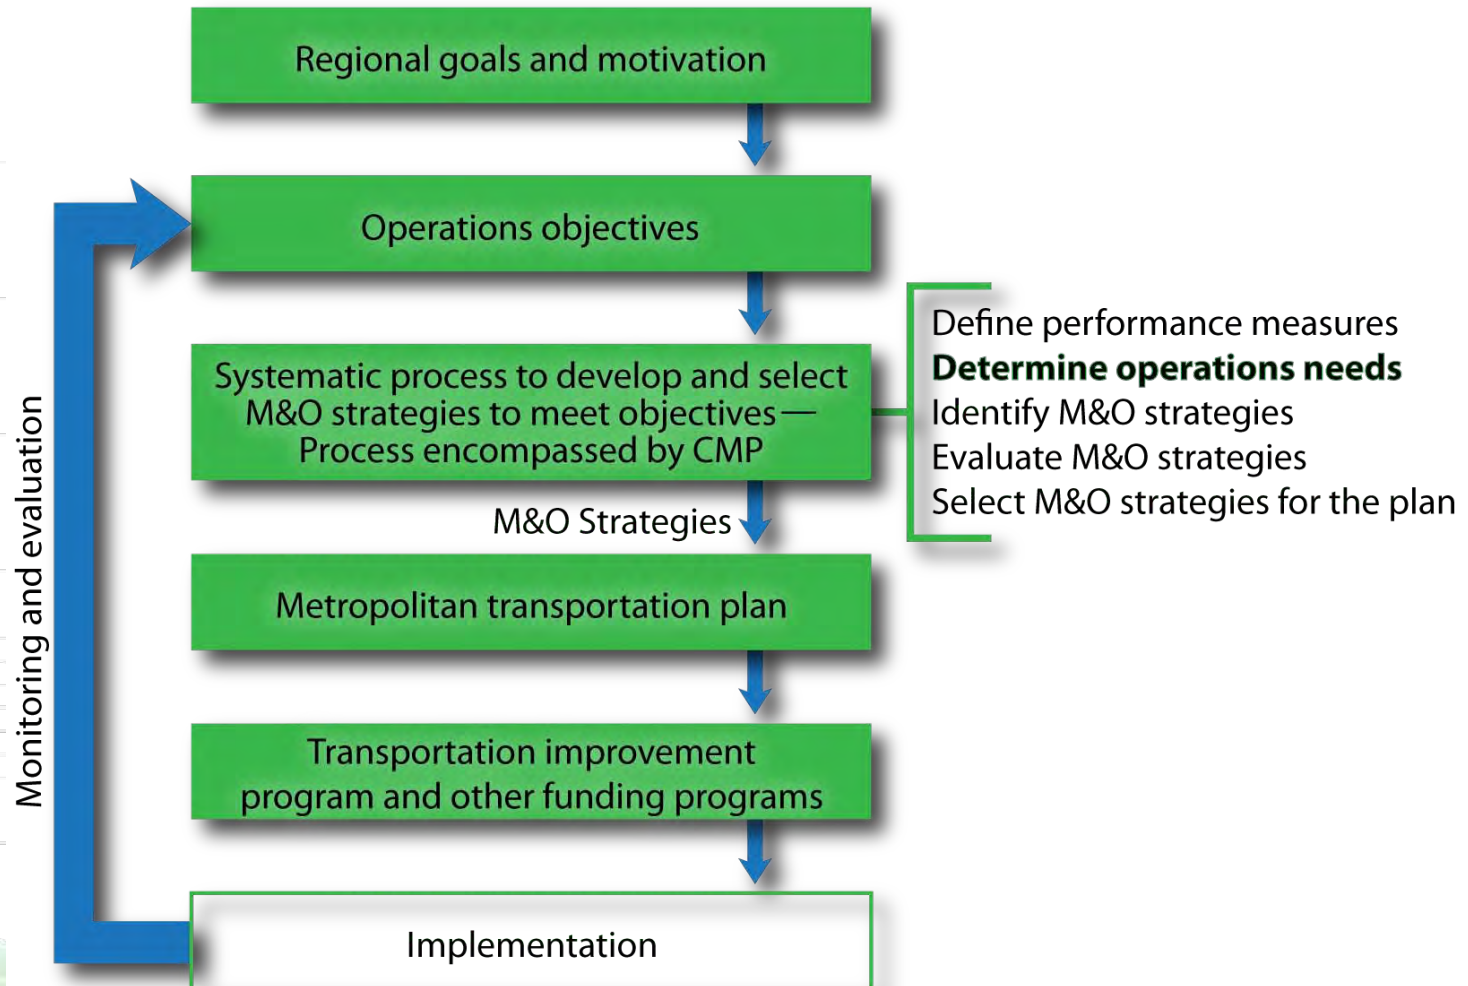 Regional goals and motivation
Operations objectives
Systematic process to develop and select
M&O strategies to meet objectives —
Process encompassed by CMP
Define performance measures
Determine operations needs
Identify M&O strategies
Evaluate M&O strategies
Select M&O strategies for the plan
M&O Strategies
Metropolitan transportation plan
Transportation improvement
program and other funding programs
Implementation
Monitoring and evaluation